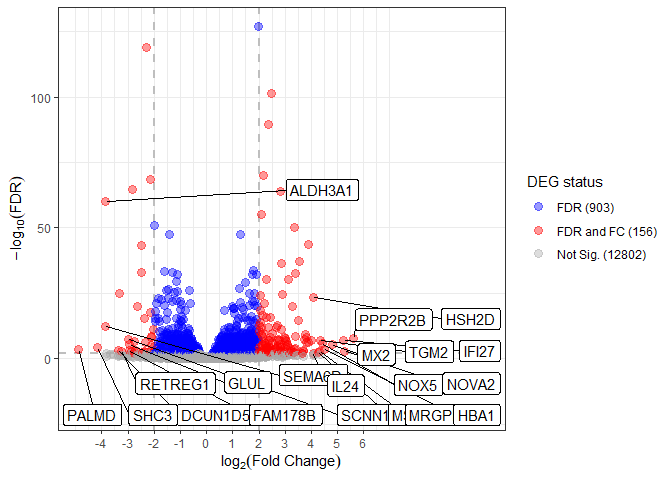 100
50
0
−log10(FDR)
ALDH3A1
PPP2R2B
HSH2D
MX2
TGM2
IFI27
SEMA6
IL24
NOX5
NOVA2
RETREG1
GLUL
PALMD
SHC3
DCUN1D5
FAM178B
SCNN1
MRGP
HBA1
-4 -3 -2 -1 0 1 2 3 4 5 6
log2(Fold Change)
DEG status
FDR (903)
FDR and FC (156)
Not Sig. (12802)